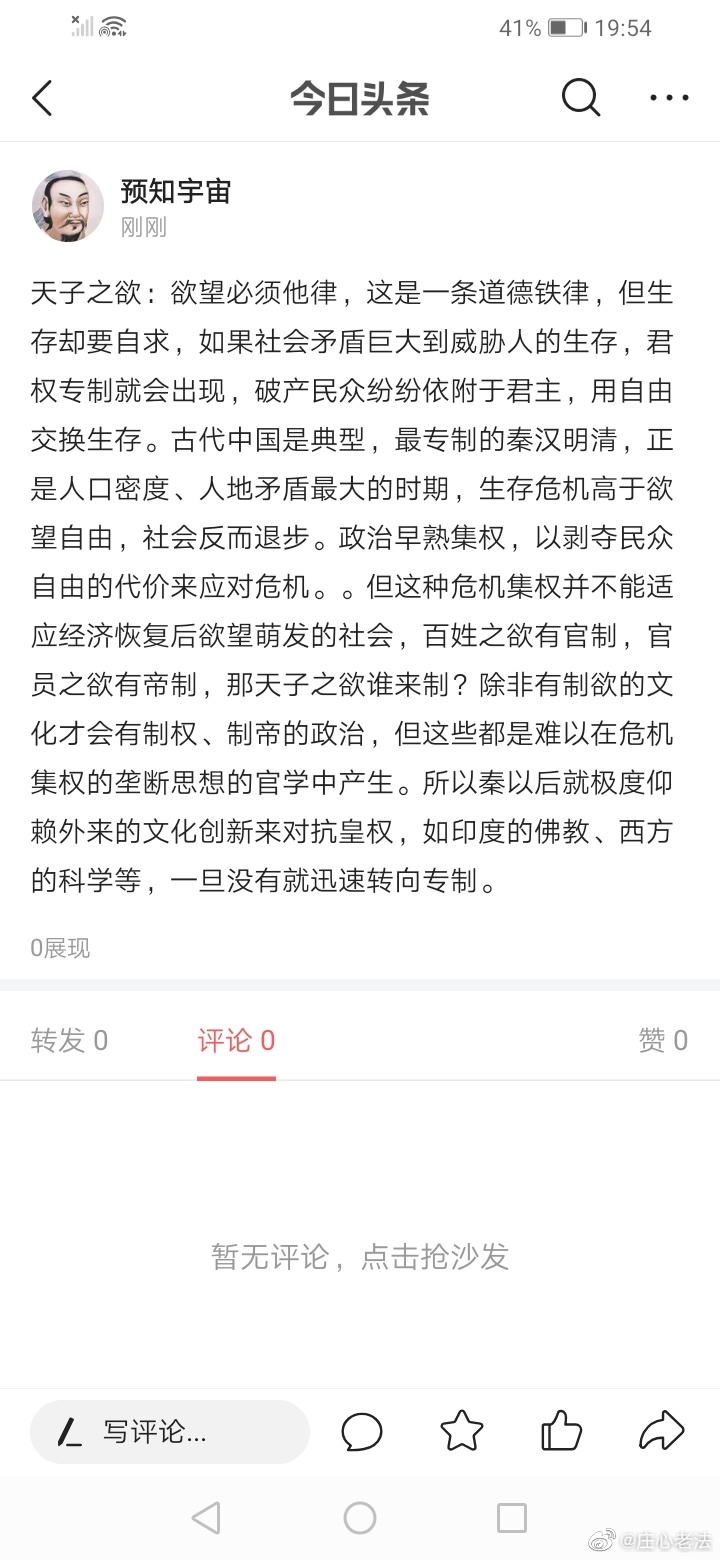 41% 19:54
今日头条
预知宇宙
刚刚
天子之欲：欲望必须他律，这是一条道德铁律，但生
存却要自求，如果社会矛盾巨大到威胁人的生存，君
权专制就会出现，破产民众纷纷依附于君主，用自由
交换生存。古代中国是典型，最专制的秦汉明清，正
是人口密度、人地矛盾最大的时期，生存危机高于欲
望自由，社会反而退步。政治早熟集权，以剥夺民众
自由的代价来应对危机。。但这种危机集权并不能适
应经济恢复后欲望萌发的社会，百姓之欲有官制，官
员之欲有帝制，那天子之欲谁来制？除非有制欲的文
化才会有制权、制帝的政治，但这些都是难以在危机
集权的垄断思想的官学中产生。所以秦以后就极度仰
赖外来的文化创新来对抗皇权，如印度的佛教、西方
的科学等，一旦没有就迅速转向专制。
0展现
转发 0 评论 0 赞 0
暂无评论，点击抢沙发
写评论...
@庄心老法